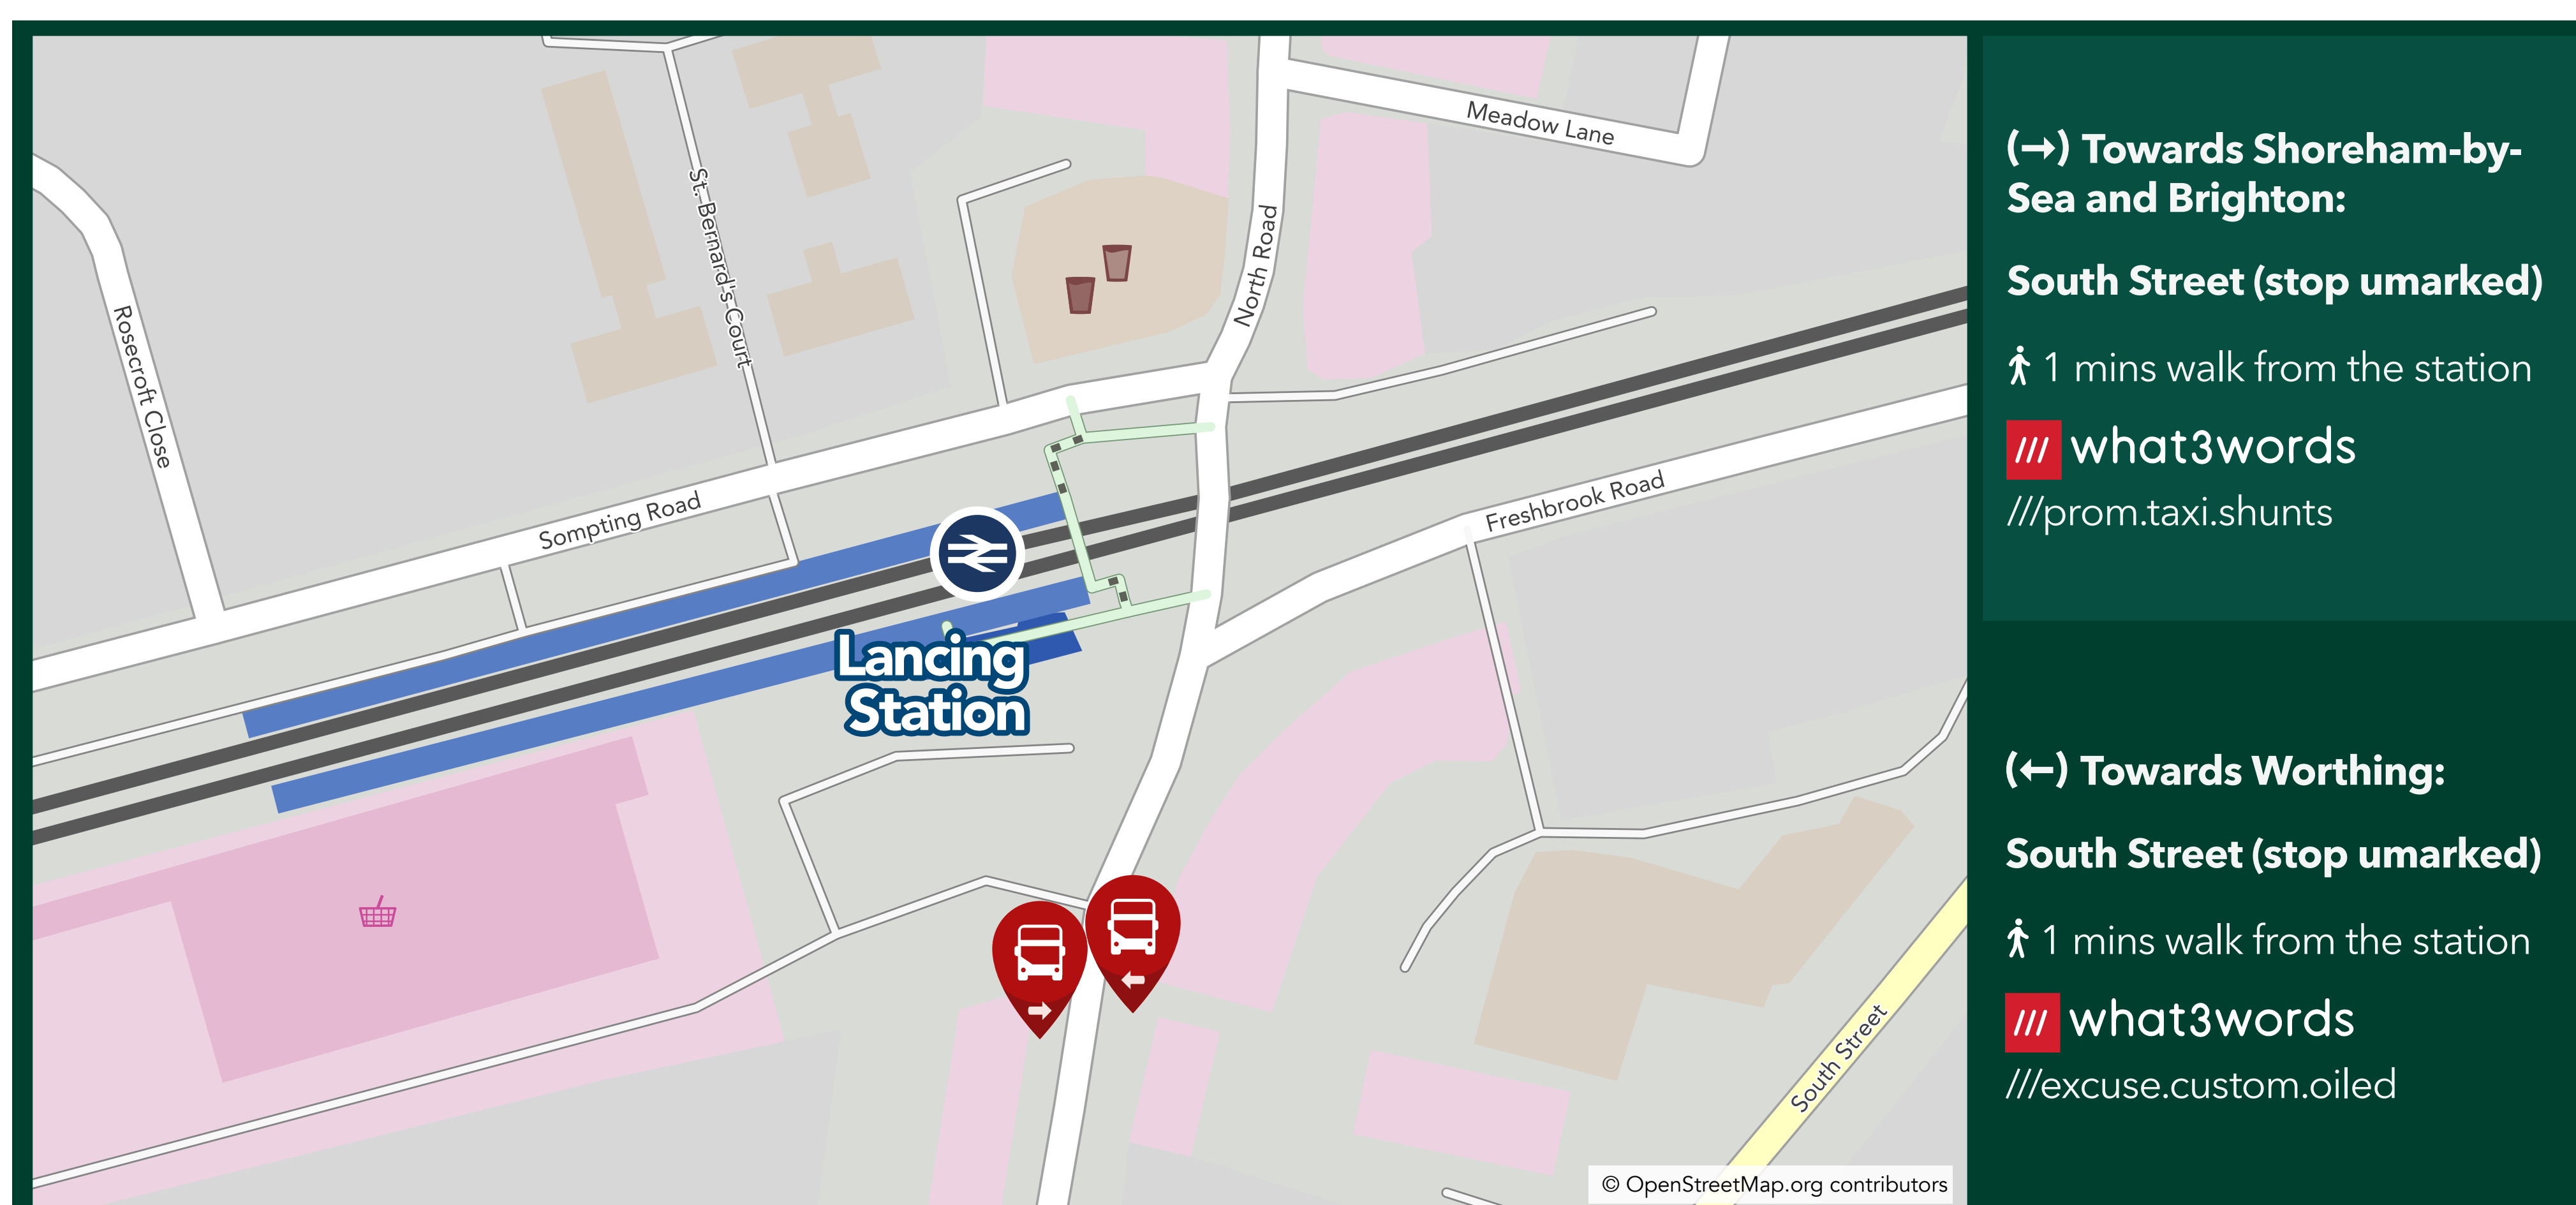 Meadow Lane
St. Bernard's Court
North Road
Rosecroft Close
Sompting Road
Freshbrook Road
Lancing
Station
South Street
© OpenStreetMap.org contributors
(→) Towards Shoreham-by-
Sea and Brighton:
South Street (stop umarked)
1 mins walk from the station
/// what3words
///prom.taxi.shunts
(←) Towards Worthing:
South Street (stop umarked)
1 mins walk from the station
/// what3words
///excuse.custom.oiled